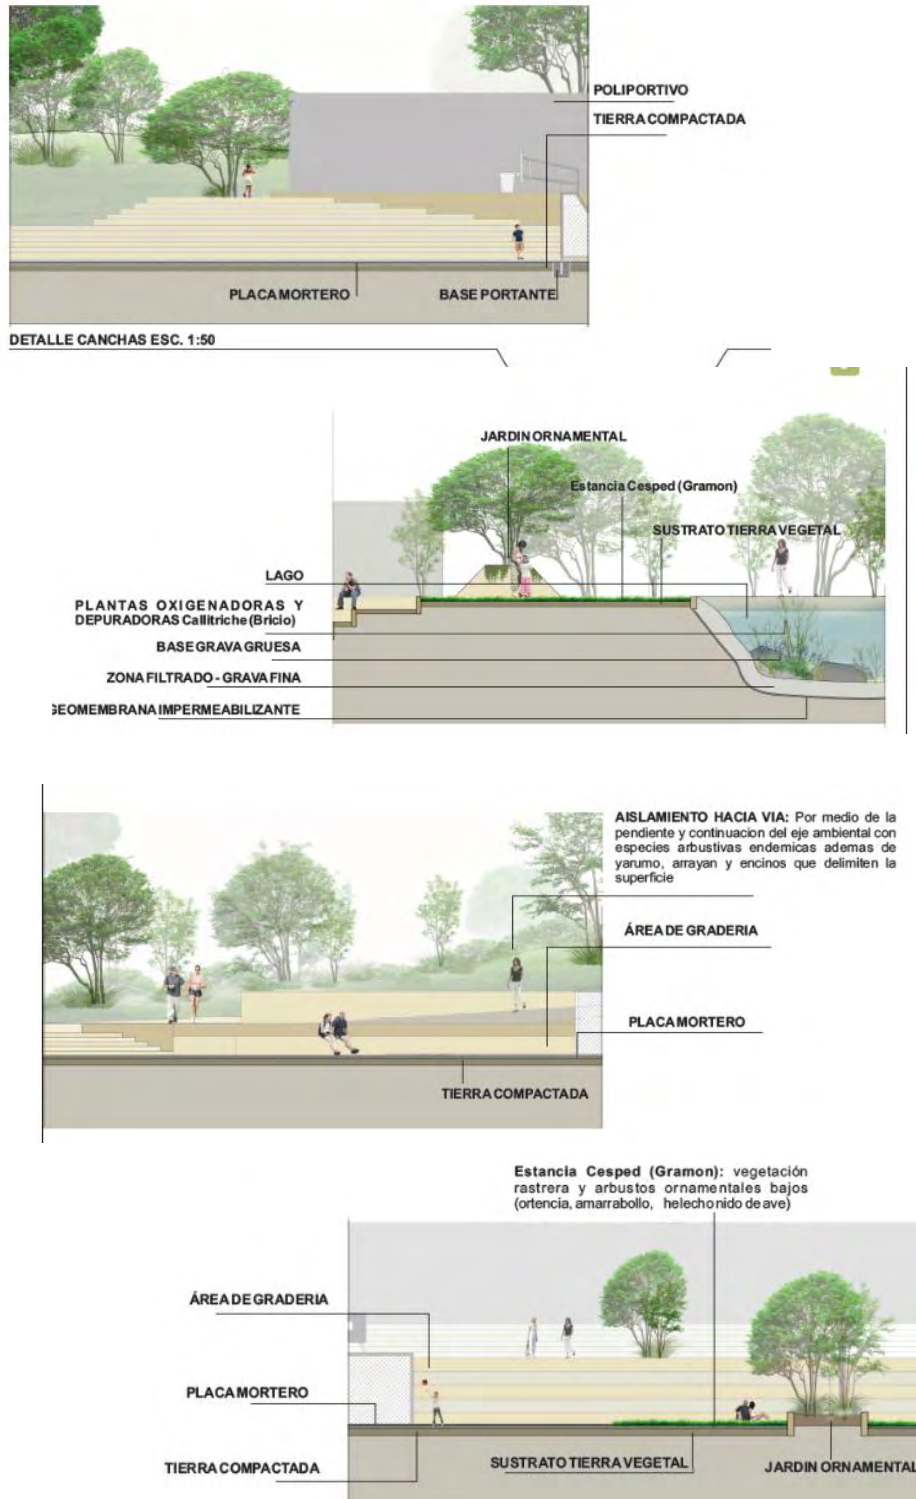 POLIPORTIVO
TIERRA COMPACTADA
PLACA MORTERO
BASE PORTANTE
DETALLE CANCHAS ESC. 1:50
JARDIN ORNAMENTAL
Estancia Cesped (Gramon)
SUSTRATO TIERRA VEGETAL
LAGO
PLANTAS OXIGENADORAS Y
DEPURADORAS Callitriche (Bricio)
BASE GRAVA GRUESA
ZONA FILTRADO - GRAVA FINA
GEOMEMBRANA IMPERMEABILIZANTE
AISLAMIENTO HACIA VIA: Por medio de la
pendiente y continuacion del eje ambiental con
especies arbustivas endemicas ademas de
yarumo, arrayan y encinos que delimiten la
superficie
ÁREA DE GRADERIA
PLACA MORTERO
TIERRA COMPACTADA
Estancia Cesped (Gramon): vegetación
rastrera y arbustos ornamentales bajos
(ortencia, amarrabollo, helecho nido de ave)
ÁREA DE GRADERIA
PLACA MORTERO
TIERRA COMPACTADA
SUSTRATO TIERRA VEGETAL
JARDIN ORNAMENTAL